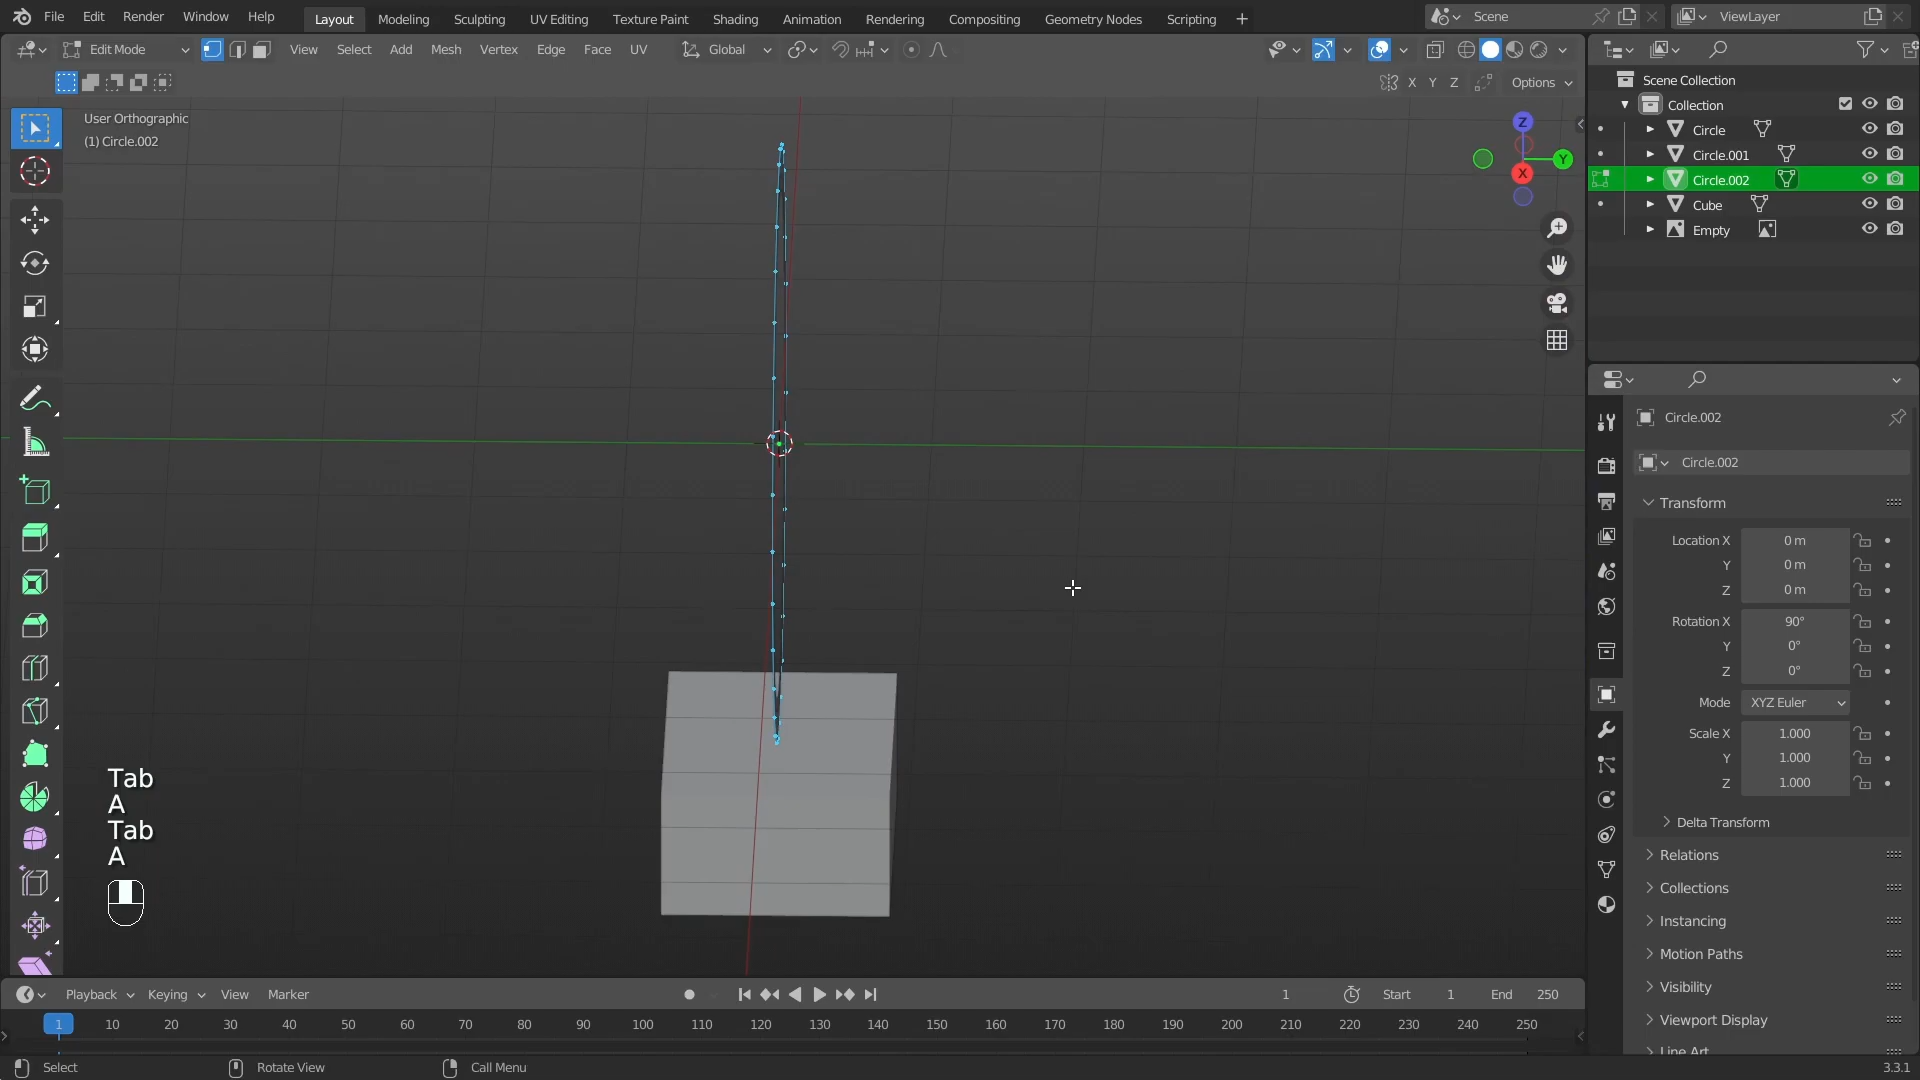 File Edit Render Window Help Layout Modeling Sculpting UV Editing Texture Paint Shading Animation Rendering Compositing Geometry Nodes Scripting + Scene ViewLayer
Edit Mode View Select Add Mesh Vertex Edge Face UV Global
X Y Z Options
User Orthographic
(1) Circle.002
Z
Y
X
Tab
A
Tab
A
Scene Collection
Collection
Circle
Circle.001
Circle.002
Cube
Empty
Circle.002
Circle.002
Transform
Location X 0 m
Y 0 m
Z 0 m
Rotation X 90°
Y 0°
Z 0°
Mode XYZ Euler
Scale X 1.000
Y 1.000
Z 1.000
Delta Transform
Relations
Collections
Instancing
Motion Paths
Visibility
Viewport Display
Line Art
Playback Keying View Marker 1 Start 1 End 250
1 10 20 30 40 50 60 70 80 90 100 110 120 130 140 150 160 170 180 190 200 210 220 230 240 250
Select Rotate View Call Menu 3.3.1